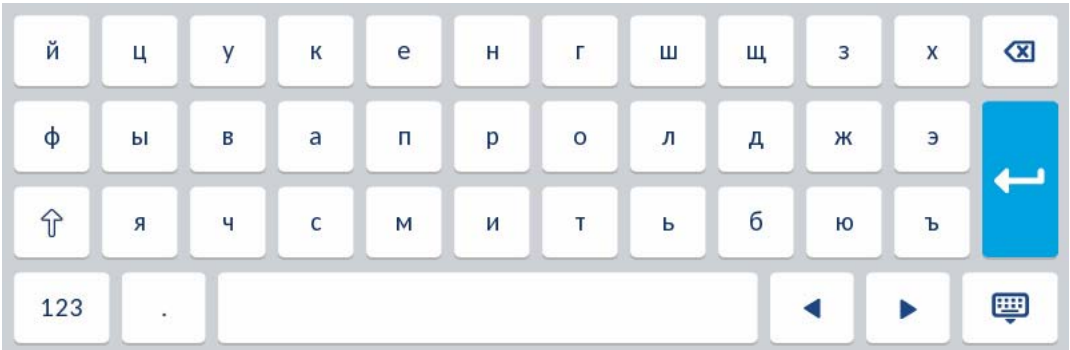 й ц у к е н г ш щ з х
ф ы в а п р о л д ж э
я ч с м и т ь б ю ъ
123 .